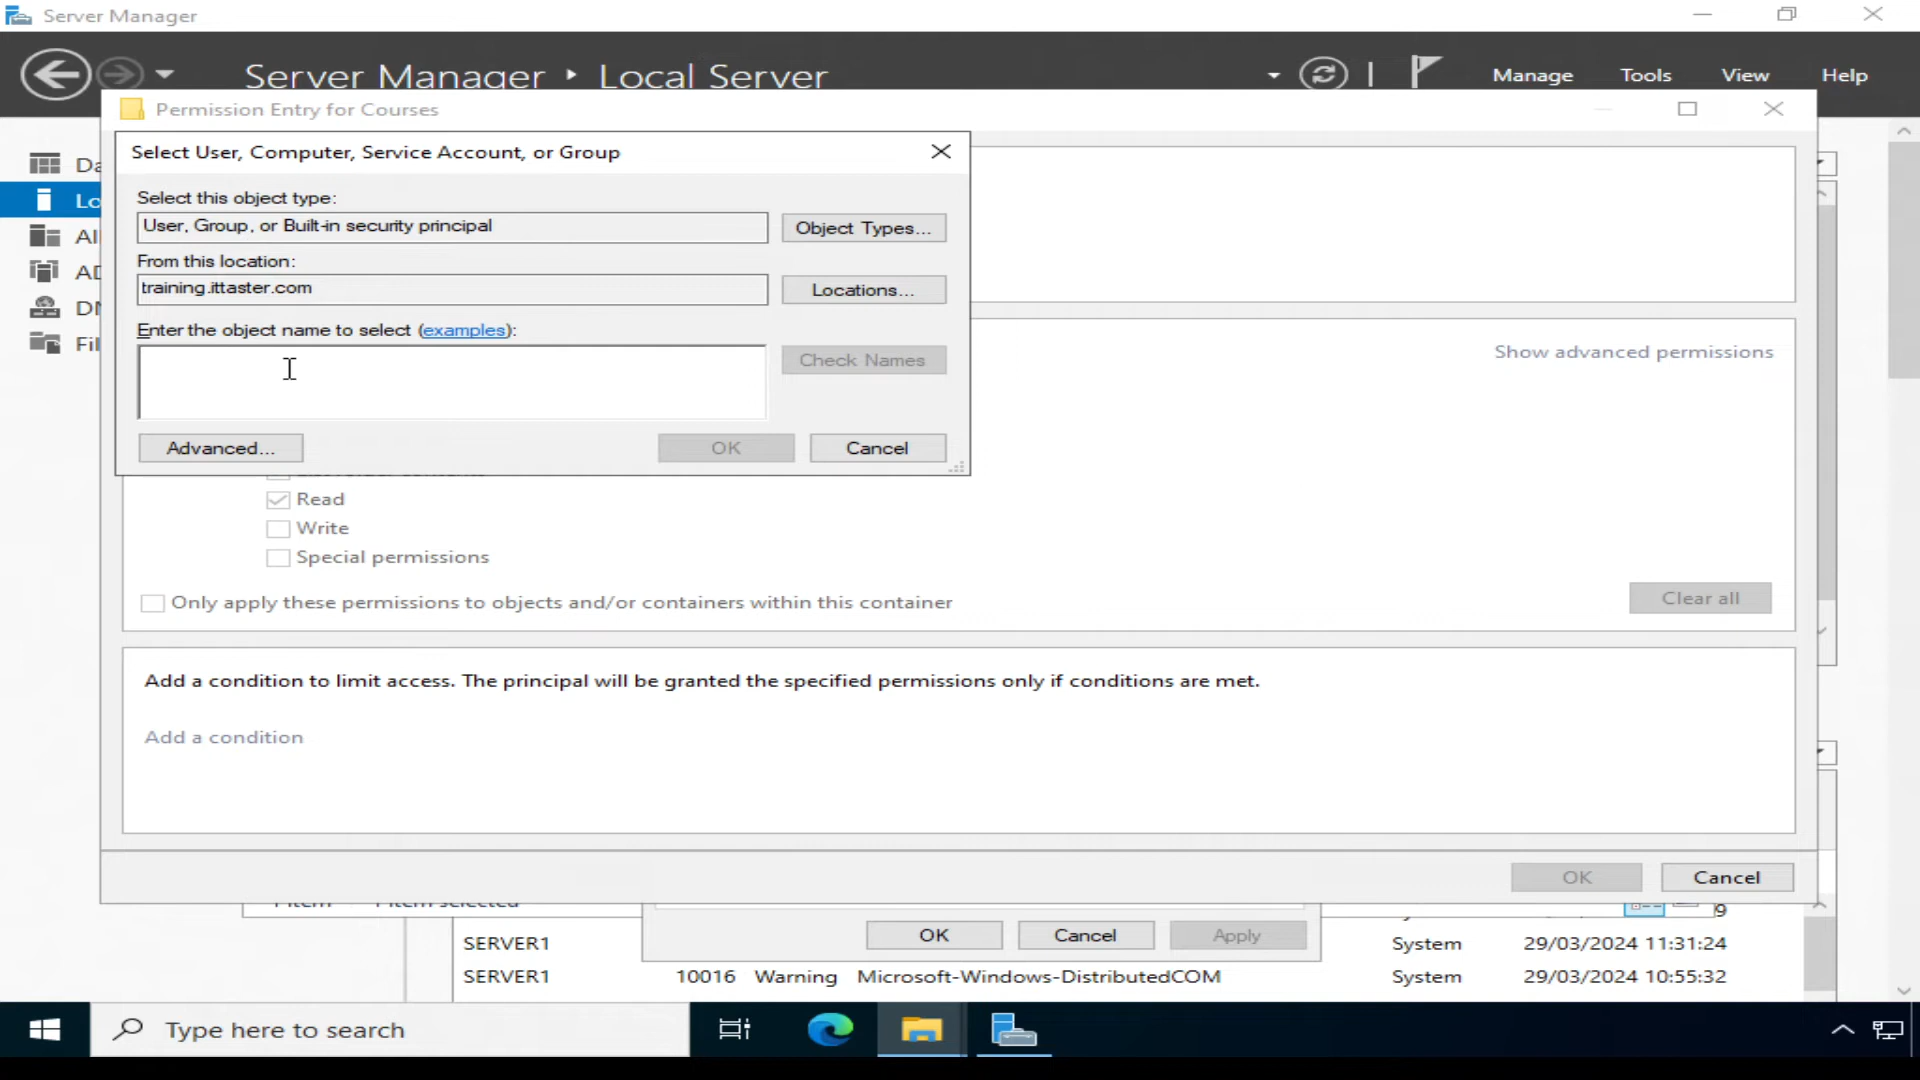 Server Manager
Server Manager ‣ Local Server
Manage Tools View Help
Permission Entry for Courses
Select User, Computer, Service Account, or Group
Select this object type:
User, Group, or Built-in security principal
Object Types...
From this location:
training.ittaster.com
Locations...
Enter the object name to select (examples):
Check Names
Advanced...
OK
Cancel
Show advanced permissions
Read
Write
Special permissions
Only apply these permissions to objects and/or containers within this container
Clear all
Add a condition to limit access. The principal will be granted the specified permissions only if conditions are met.
Add a condition
OK
Cancel
OK
Cancel
Apply
SERVER1
System
29/03/2024 11:31:24
SERVER1 10016 Warning Microsoft-Windows-DistributedCOM System 29/03/2024 10:55:32
Type here to search